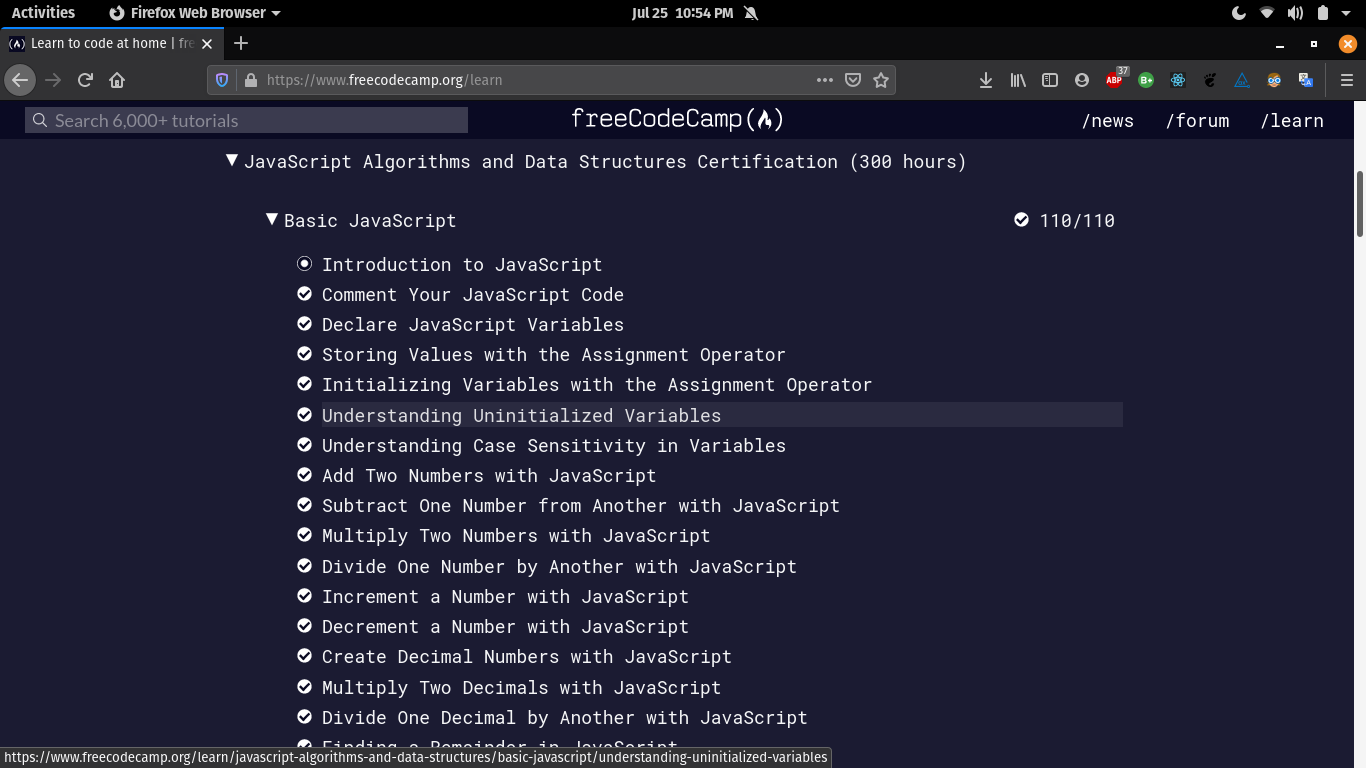 Activities Firefox Web Browser Jul 25 10:54 PM
Learn to code at home | fre
https://www.freecodecamp.org/learn ABP 37 B+
Search 6,000+ tutorials freeCodeCamp /news /forum /learn
JavaScript Algorithms and Data Structures Certification (300 hours)
Basic JavaScript 110/110
Introduction to JavaScript
Comment Your JavaScript Code
Declare JavaScript Variables
Storing Values with the Assignment Operator
Initializing Variables with the Assignment Operator
Understanding Uninitialized Variables
Understanding Case Sensitivity in Variables
Add Two Numbers with JavaScript
Subtract One Number from Another with JavaScript
Multiply Two Numbers with JavaScript
Divide One Number by Another with JavaScript
Increment a Number with JavaScript
Decrement a Number with JavaScript
Create Decimal Numbers with JavaScript
Multiply Two Decimals with JavaScript
Divide One Decimal by Another with JavaScript
Finding a Remainder in JavaScript
https://www.freecodecamp.org/learn/javascript-algorithms-and-data-structures/basic-javascript/understanding-uninitialized-variables